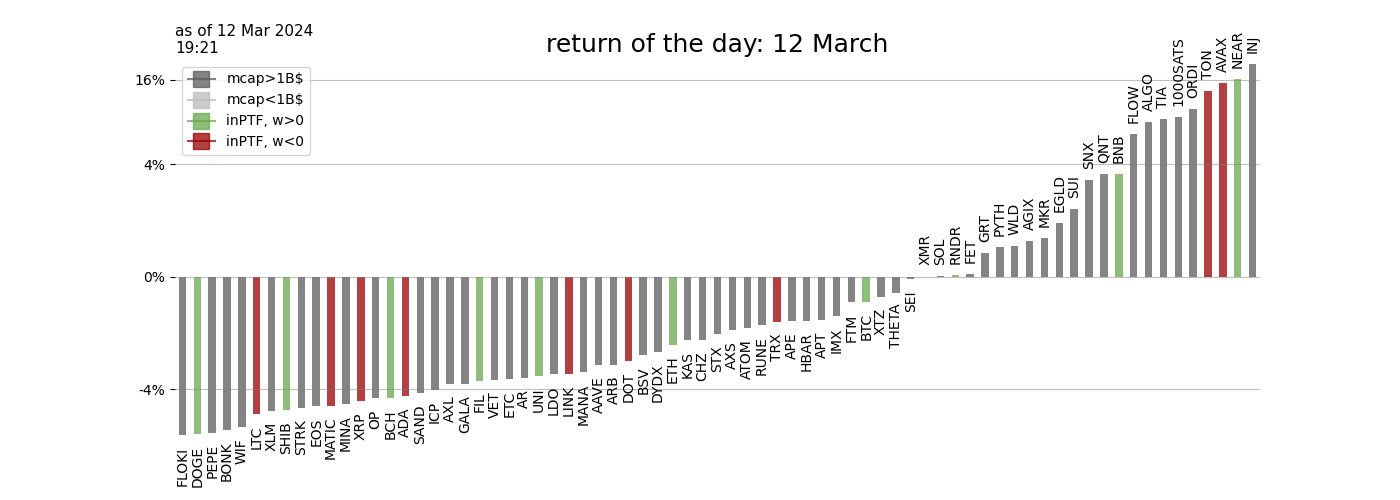 as of 12 Mar 2024
19:21
return of the day: 12 March
mcap>1B$
mcap<1B$
inPTF, w>0
inPTF, w<0
16%
4%
0%
-4%
FLOKI
DOGE
PEPE
BONK
WIF
LTC
XLM
SHIB
STRK
EOS
MATIC
MINA
XRP
OP
BCH
ADA
SAND
ICP
AXL
GALA
FIL
VET
ETC
AR
UNI
LDO
LINK
MANA
AAVE
ARB
DOT
BSV
DYDX
ETH
KAS
CHZ
STX
AXS
ATOM
RUNE
TRX
APE
HBAR
APT
IMX
FTM
BTC
XTZ
THETA
SEI
XMR
SOL
RNDR
FET
GRT
PYTH
WLD
AGIX
MKR
EGLD
SUI
SNX
QNT
BNB
FLOW
ALGO
TIA
1000SATS
ORDI
TON
AVAX
NEAR
INJ